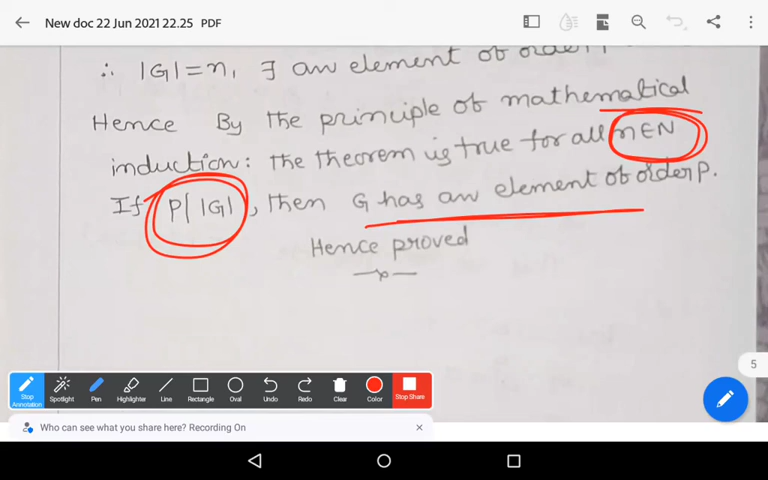 New doc 22 Jun 2021 22.25 PDF
∴ |G|=n, ∃ an element of order
Hence By the principle of mathematical
induction: the theorem is true for all n∈N
If P| |G|, then G has an element of order P.
Hence proved
5
Stop Annotation Spotlight Pen Highlighter Line Rectangle Oval Undo Redo Clear Color Stop Share
Who can see what you share here? Recording On